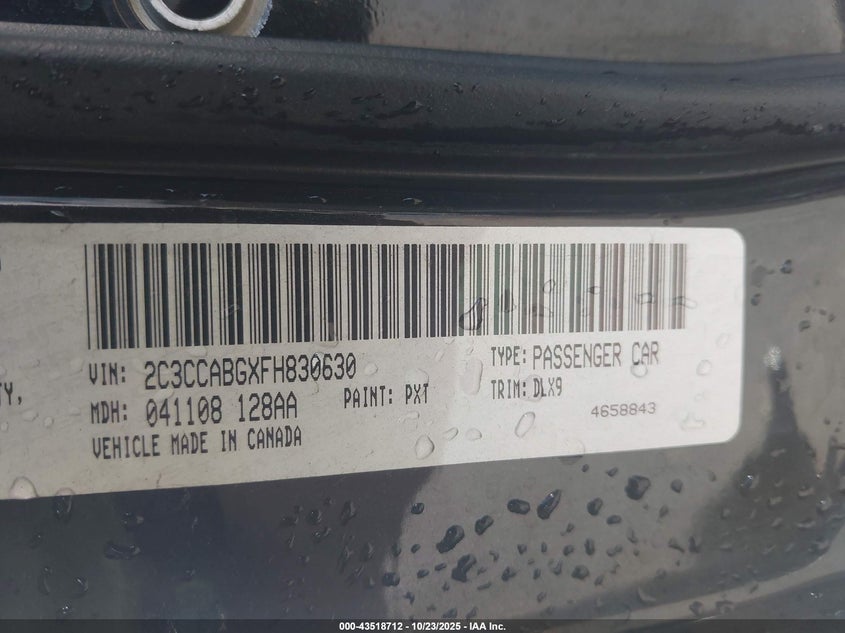 VIN: 2C3CCABGXFH830630
TYPE: PASSENGER CAR
TY,
MDH: 041108 128AA
PAINT: PXT
TRIM: DLX9
4658843
VEHICLE MADE IN CANADA
000-43518712 | 10/23/2025 - IAA Inc.